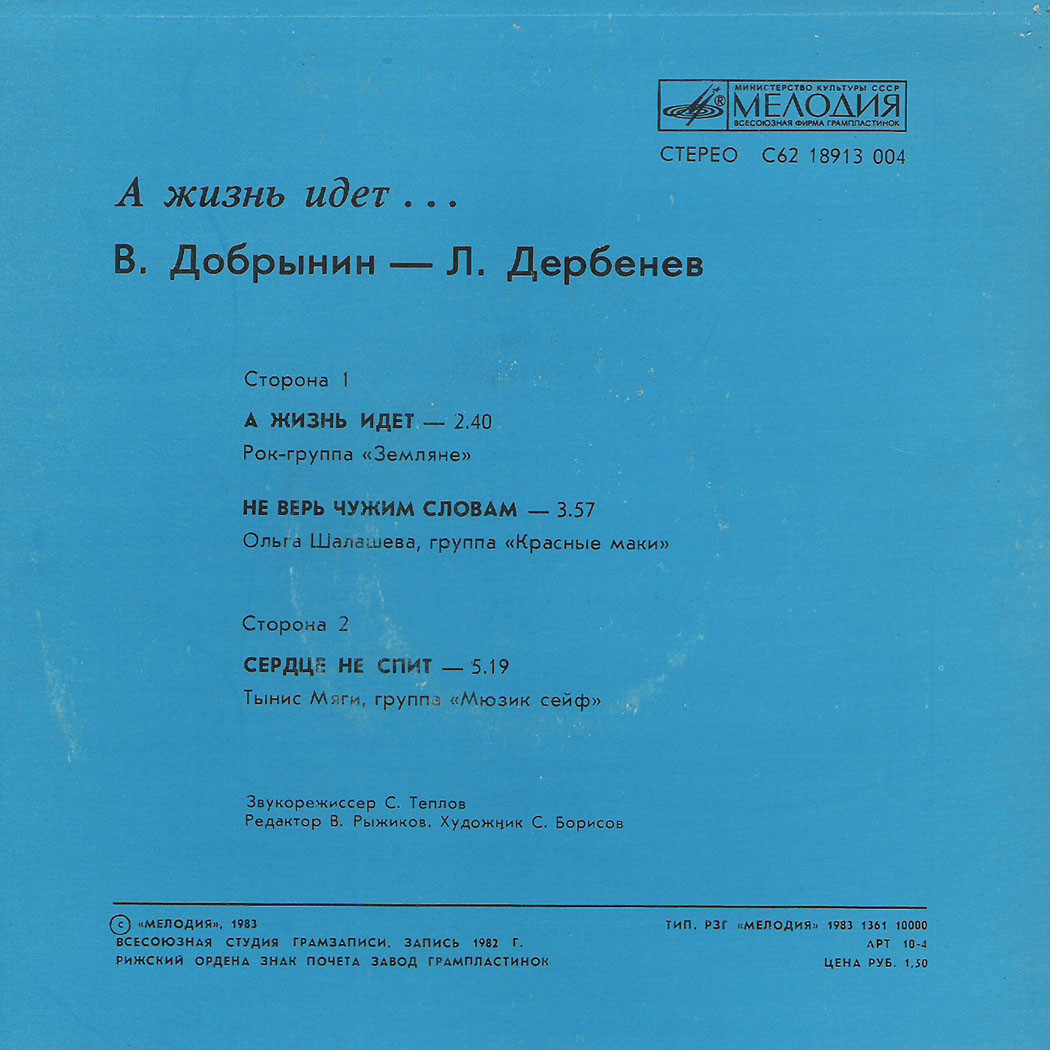 МИНИСТЕРСТВО КУЛЬТУРЫ СССР
МЕЛОДИЯ
ВСЕСОЮЗНАЯ ФИРМА ГРАМПЛАСТИНОК
СТЕРЕО С62 18913 004
А жизнь идет...
В. Добрынин — Л. Дербенев
Сторона 1
А ЖИЗНЬ ИДЕТ — 2.40
Рок-группа «Земляне»
НЕ ВЕРЬ ЧУЖИМ СЛОВАМ — 3.57
Ольга Шалашева, группа «Красные маки»
Сторона 2
СЕРДЦЕ НЕ СПИТ — 5.19
Тынис Мяги, группа «Мюзик сейф»
Звукорежиссер С. Теплов
Редактор В. Рыжиков. Художник С. Борисов
© «МЕЛОДИЯ», 1983
ВСЕСОЮЗНАЯ СТУДИЯ ГРАМЗАПИСИ. ЗАПИСЬ 1982 Г.
РИЖСКИЙ ОРДЕНА ЗНАК ПОЧЕТА ЗАВОД ГРАМПЛАСТИНОК
ТИП. РЗГ «МЕЛОДИЯ» 1983 1361 10000
АРТ. 10-4
ЦЕНА РУБ. 1,50